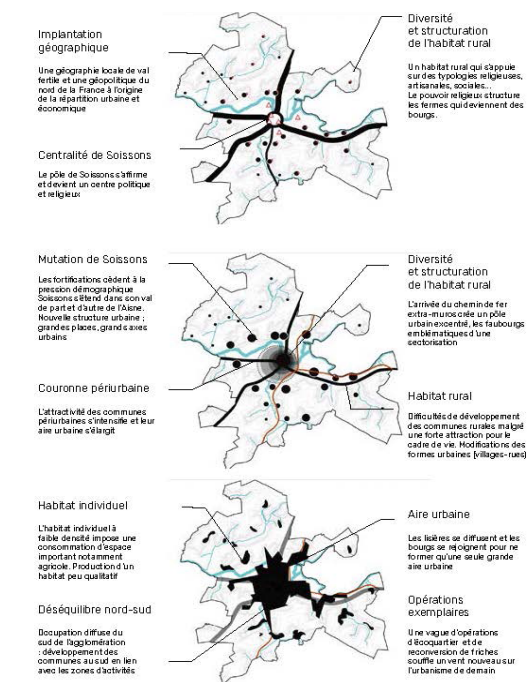 Implantation
géographique
Une géographie locale de val
fertile et une géopolitique du
nord de la France à l'origine
de la répartition urbaine et
économique
Centralité de Soissons
Le pôle de Soissons s'affirme
et devient un centre politique
et religieux
Diversité
et structuration
de l'habitat rural
Un habitat rural qui s'appuie
sur des typologies religieuses,
artisanales, sociales...
Le pouvoir religieux structure
les fermes qui deviennent des
bourgs.
Mutation de Soissons
Les fortifications cèdent à la
pression démographique
Soissons s'étend dans son val
de part et d'autre de l'Aisne.
Nouvelle structure urbaine ;
grandes places, grands axes
urbains
Couronne périurbaine
L'attractivité des communes
périurbaines s'intensifie et leur
aire urbaine s'élargit
Diversité
et structuration
de l'habitat rural
L'arrivée du chemin de fer
extra-muros crée un pôle
urbain excentré, les faubourgs
emblématiques d'une
sectorisation
Habitat rural
Difficultés de développement
des communes rurales malgré
une forte attraction pour le
cadre de vie. Modifications des
formes urbaines (villages-rues)
Habitat individuel
L'habitat individuel à
faible densité impose une
consommation d'espace
important notamment
agricole. Production d'un
habitat peu qualitatif
Déséquilibre nord-sud
Occupation diffuse du
sud de l'agglomération
: développement des
communes au sud en lien
avec les zones d'activités
Aire urbaine
Les lisières se diffusent et les
bourgs se rejoignent pour ne
former qu'une seule grande
aire urbaine
Opérations
exemplaires
Une vague d'opérations
d'écoquartier et de
reconversion de friches
souffle un vent nouveau sur
l'urbanisme de demain